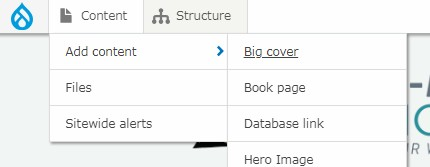 Content
Structure
Add content
Big cover
Files
Book page
Sitewide alerts
Database link
Hero Image